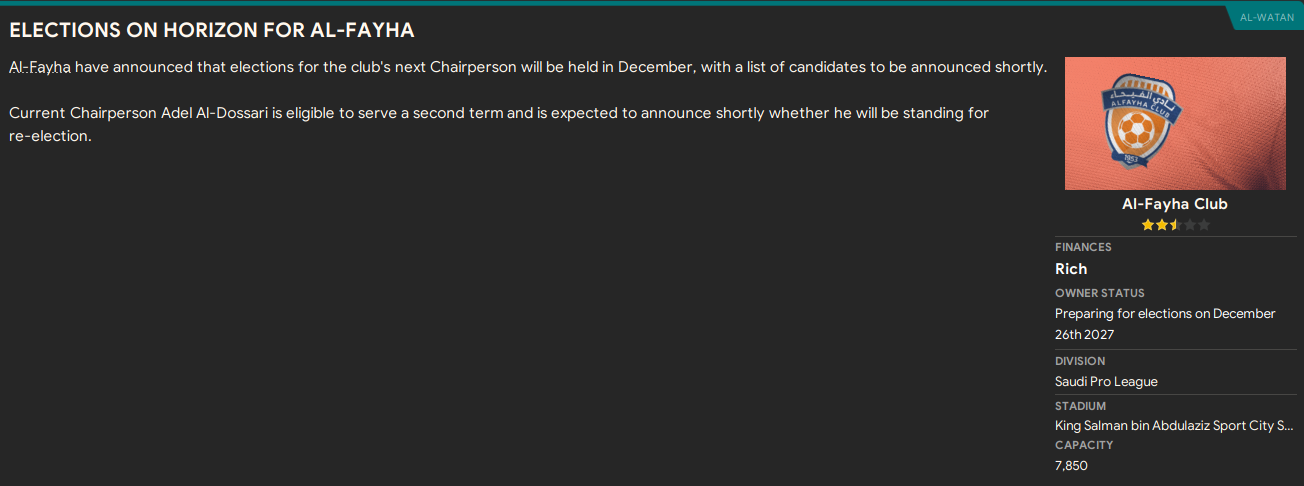 AL-WATAN
ELECTIONS ON HORIZON FOR AL-FAYHA
Al-Fayha have announced that elections for the club's next Chairperson will be held in December, with a list of candidates to be announced shortly.
Current Chairperson Adel Al-Dossari is eligible to serve a second term and is expected to announce shortly whether he will be standing for
re-election.
نادي الفيحاء
ALFAYHA CLUB
1953
Al-Fayha Club
FINANCES
Rich
OWNER STATUS
Preparing for elections on December
26th 2027
DIVISION
Saudi Pro League
STADIUM
King Salman bin Abdulaziz Sport City S...
CAPACITY
7,850